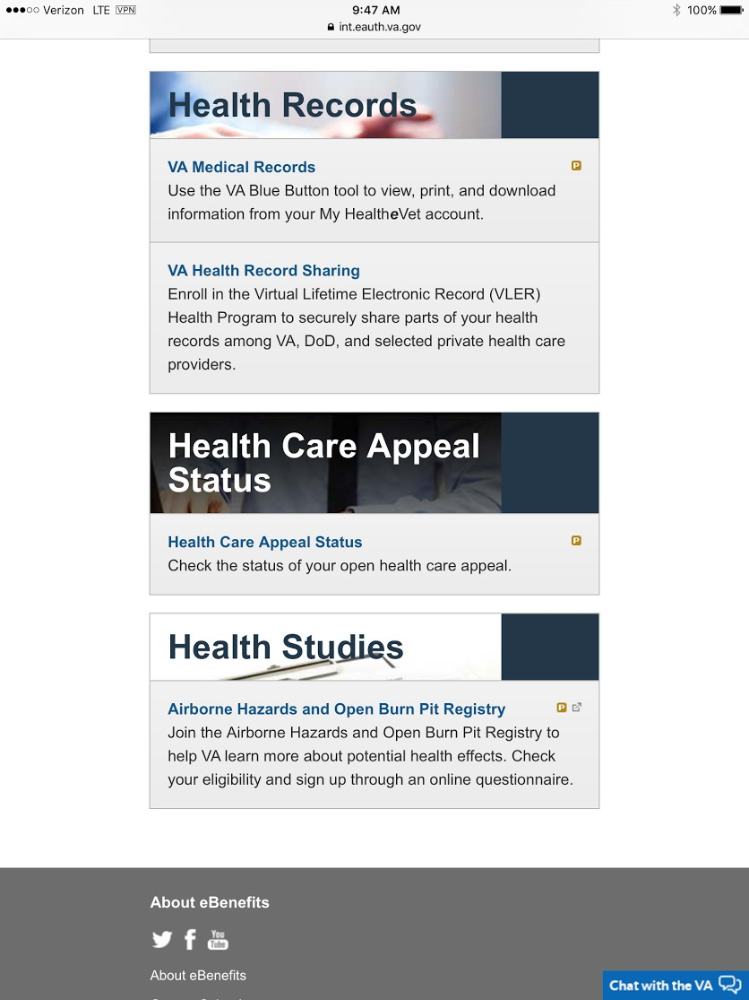 Verizon LTE VPN 9:47 AM 100%
int.eauth.va.gov
Health Records
VA Medical Records P
Use the VA Blue Button tool to view, print, and download
information from your My HealtheVet account.
VA Health Record Sharing
Enroll in the Virtual Lifetime Electronic Record (VLER)
Health Program to securely share parts of your health
records among VA, DoD, and selected private health care
providers.
Health Care Appeal
Status
Health Care Appeal Status P
Check the status of your open health care appeal.
Health Studies
Airborne Hazards and Open Burn Pit Registry P
Join the Airborne Hazards and Open Burn Pit Registry to
help VA learn more about potential health effects. Check
your eligibility and sign up through an online questionnaire.
About eBenefits
You
Tube
About eBenefits
Chat with the VA